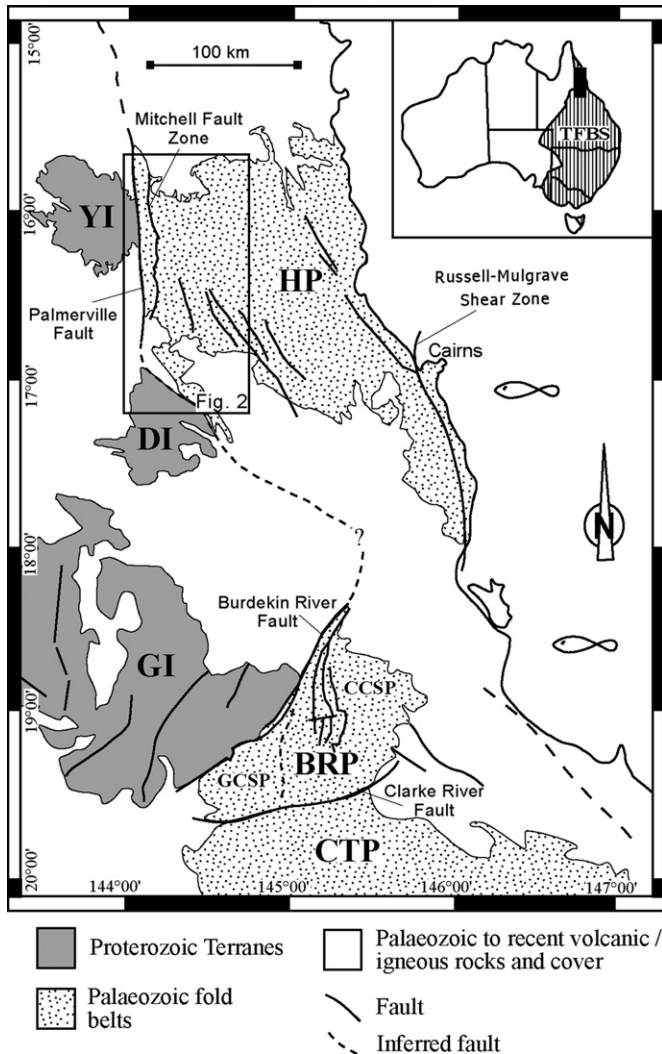 15°00'
100 km
TFBS
Mitchell Fault
Zone
16°00'
YI
HP
Russell-Mulgrave
Shear Zone
Palmerville
Fault
Cairns
17°00'
Fig. 2
DI
N
18°00'
?
Burdekin River
Fault
GI
CCSP
19°00'
BRP
GCSP
Clarke River
Fault
CTP
20°00'
144°00'
145°00'
146°00'
147°00'
Proterozoic Terranes
Palaeozoic to recent volcanic /
igneous rocks and cover
Palaeozoic fold
belts
Fault
Inferred fault